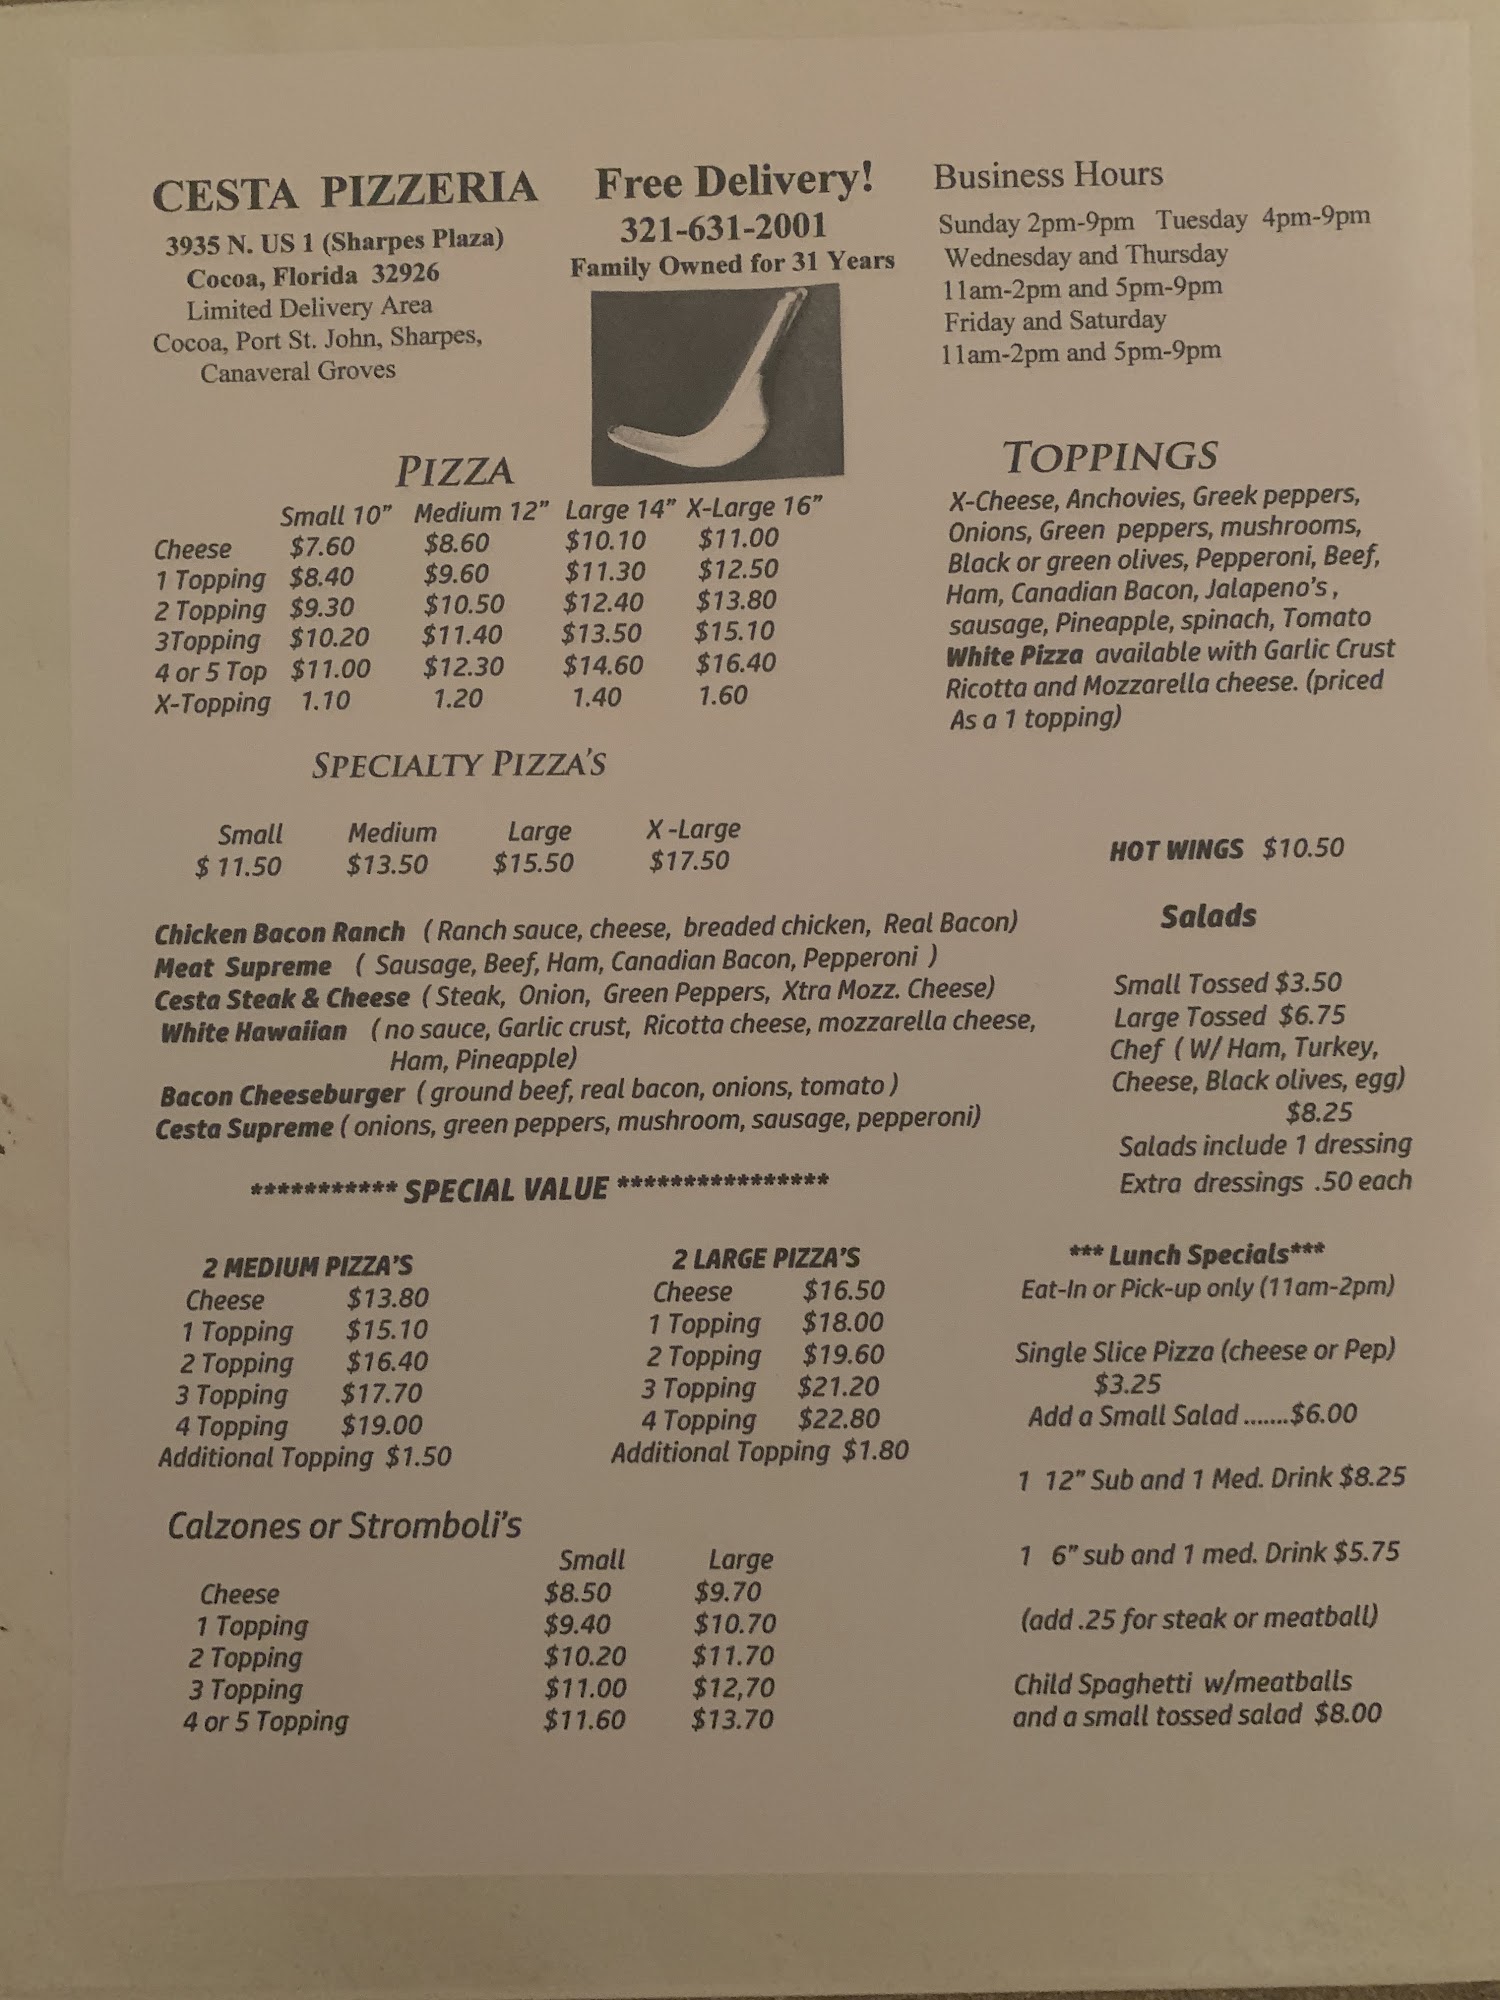 CESTA PIZZERIA
3935 N. US 1 (Sharpes Plaza)
Cocoa, Florida 32926
Limited Delivery Area
Cocoa, Port St. John, Sharpes,
Canaveral Groves
Free Delivery!
321-631-2001
Family Owned for 31 Years
Business Hours
Sunday 2pm-9pm Tuesday 4pm-9pm
Wednesday and Thursday
11am-2pm and 5pm-9pm
Friday and Saturday
11am-2pm and 5pm-9pm
PIZZA
Small 10" Medium 12" Large 14" X-Large 16"
Cheese $7.60 $8.60 $10.10 $11.00
1 Topping $8.40 $9.60 $11.30 $12.50
2 Topping $9.30 $10.50 $12.40 $13.80
3Topping $10.20 $11.40 $13.50 $15.10
4 or 5 Top $11.00 $12.30 $14.60 $16.40
X-Topping 1.10 1.20 1.40 1.60
TOPPINGS
X-Cheese, Anchovies, Greek peppers,
Onions, Green peppers, mushrooms,
Black or green olives, Pepperoni, Beef,
Ham, Canadian Bacon, Jalapeno's ,
sausage, Pineapple, spinach, Tomato
White Pizza available with Garlic Crust
Ricotta and Mozzarella cheese. (priced
As a 1 topping)
SPECIALTY PIZZA'S
Small Medium Large X -Large
$ 11.50 $13.50 $15.50 $17.50
Chicken Bacon Ranch ( Ranch sauce, cheese, breaded chicken, Real Bacon)
Meat Supreme ( Sausage, Beef, Ham, Canadian Bacon, Pepperoni )
Cesta Steak & Cheese ( Steak, Onion, Green Peppers, Xtra Mozz. Cheese)
White Hawaiian ( no sauce, Garlic crust, Ricotta cheese, mozzarella cheese,
Ham, Pineapple)
Bacon Cheeseburger ( ground beef, real bacon, onions, tomato )
Cesta Supreme ( onions, green peppers, mushroom, sausage, pepperoni)
HOT WINGS $10.50
Salads
Small Tossed $3.50
Large Tossed $6.75
Chef ( W/ Ham, Turkey,
Cheese, Black olives, egg)
$8.25
Salads include 1 dressing
Extra dressings .50 each
*********** SPECIAL VALUE ****************
2 MEDIUM PIZZA'S
Cheese $13.80
1 Topping $15.10
2 Topping $16.40
3 Topping $17.70
4 Topping $19.00
Additional Topping $1.50
2 LARGE PIZZA'S
Cheese $16.50
1 Topping $18.00
2 Topping $19.60
3 Topping $21.20
4 Topping $22.80
Additional Topping $1.80
*** Lunch Specials***
Eat-In or Pick-up only (11am-2pm)
Single Slice Pizza (cheese or Pep)
$3.25
Add a Small Salad .......$6.00
1 12" Sub and 1 Med. Drink $8.25
1 6" sub and 1 med. Drink $5.75
(add .25 for steak or meatball)
Child Spaghetti w/meatballs
and a small tossed salad $8.00
Calzones or Stromboli's
Small Large
Cheese $8.50 $9.70
1 Topping $9.40 $10.70
2 Topping $10.20 $11.70
3 Topping $11.00 $12,70
4 or 5 Topping $11.60 $13.70